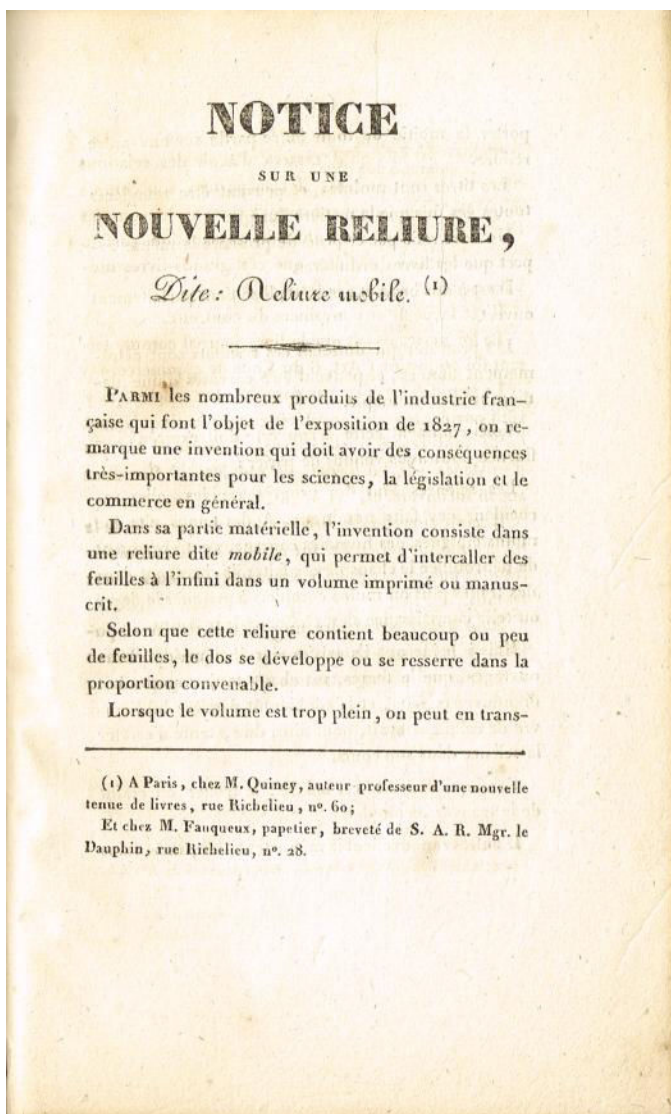 NOTICE
SUR UNE
NOUVELLE RELIURE,
Dite: Reliure mobile. (1)
PARMI les nombreux produits de l'industrie fran-
çaise qui font l'objet de l'exposition de 1827, on re-
marque une invention qui doit avoir des conséquences
très-importantes pour les sciences, la législation et le
commerce en général.
Dans sa partie matérielle, l'invention consiste dans
une reliure dite mobile, qui permet d'intercaller des
feuilles à l'infini dans un volume imprimé ou manus-
crit.
Selon que cette reliure contient beaucoup ou peu
de feuilles, le dos se développe ou se resserre dans la
proportion convenable.
Lorsque le volume est trop plein, on peut en trans-
(1) A Paris, chez M. Quiney, auteur professeur d'une nouvelle
tenue de livres, rue Richelieu, nº. 60;
Et chez M. Fauqueux, papetier, breveté de S. A. R. Mgr. le
Dauphin, rue Richelieu, nº. 28.